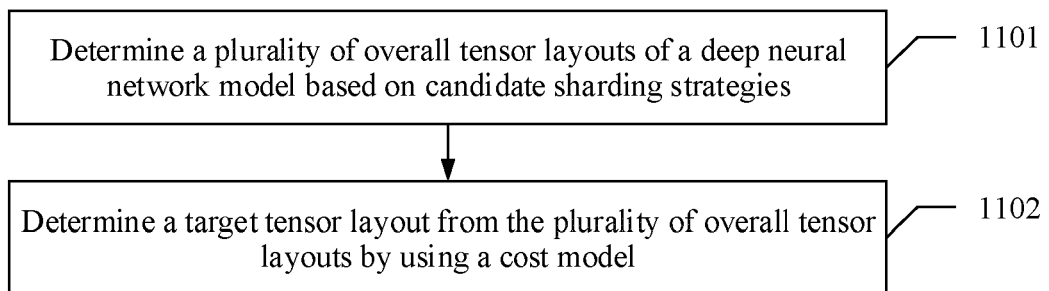 Determine a plurality of overall tensor layouts of a deep neural
network model based on candidate sharding strategies
1101
Determine a target tensor layout from the plurality of overall tensor
layouts by using a cost model
1102